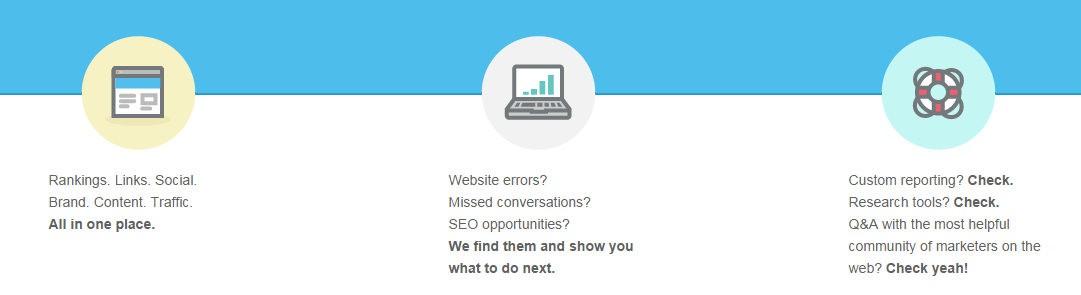 Rankings. Links. Social.
Brand. Content. Traffic.
All in one place.
Website errors?
Missed conversations?
SEO opportunities?
We find them and show you
what to do next.
Custom reporting? Check.
Research tools? Check.
Q&A with the most helpful
community of marketers on the
web? Check yeah!